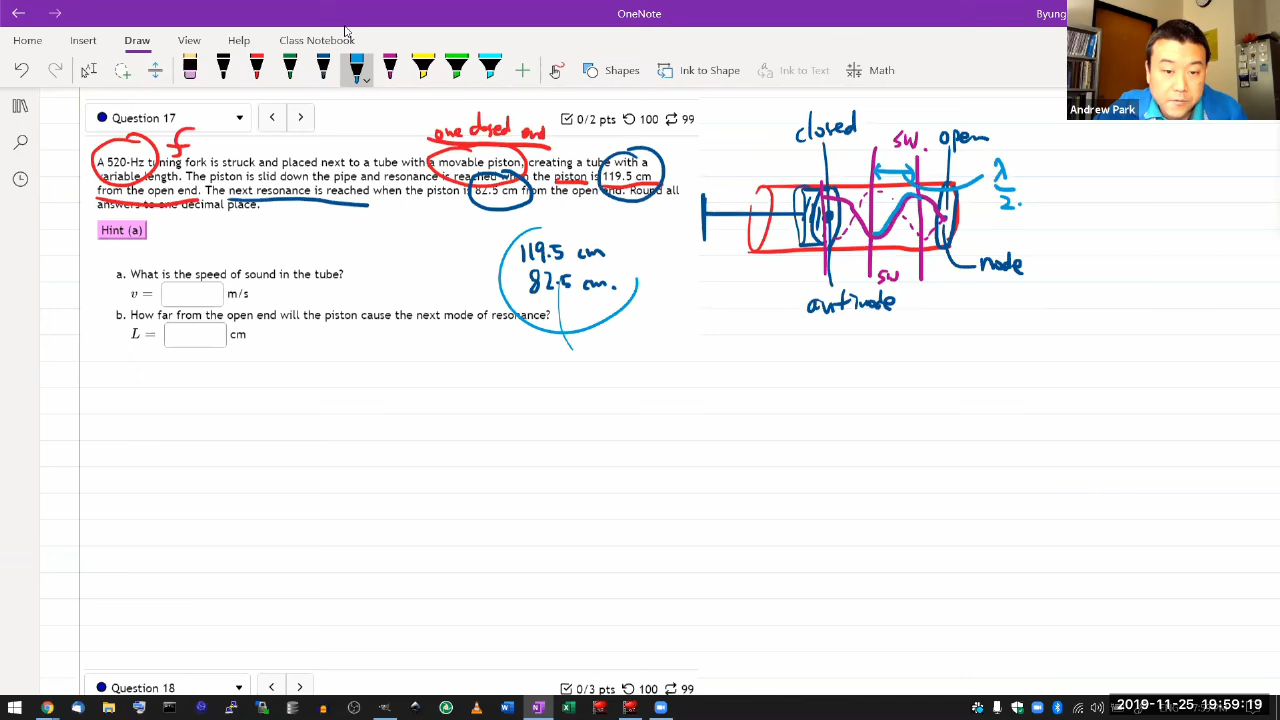 OneNote
Byung
Home
Insert
Draw
View
Help
Class Notebook
Shapes
Ink to Shape
Ink to Text
Math
Andrew Park
Question 17
0/2 pts
100
99
f
one closed end
A 520-Hz tuning fork is struck and placed next to a tube with a movable piston, creating a tube with a
variable length. The piston is slid down the pipe and resonance is reached when the piston is 119.5 cm
from the open end. The next resonance is reached when the piston is 82.5 cm from the open end. Round all
answers to one decimal place.
Hint (a)
a. What is the speed of sound in the tube?
v =
m/s
b. How far from the open end will the piston cause the next mode of resonance?
L =
cm
119.5 cm
82.5 cm.
closed
sw.
open
λ
2.
sw
node
antinode
Question 18
0/3 pts
100
99
2019-11-25 19:59:19